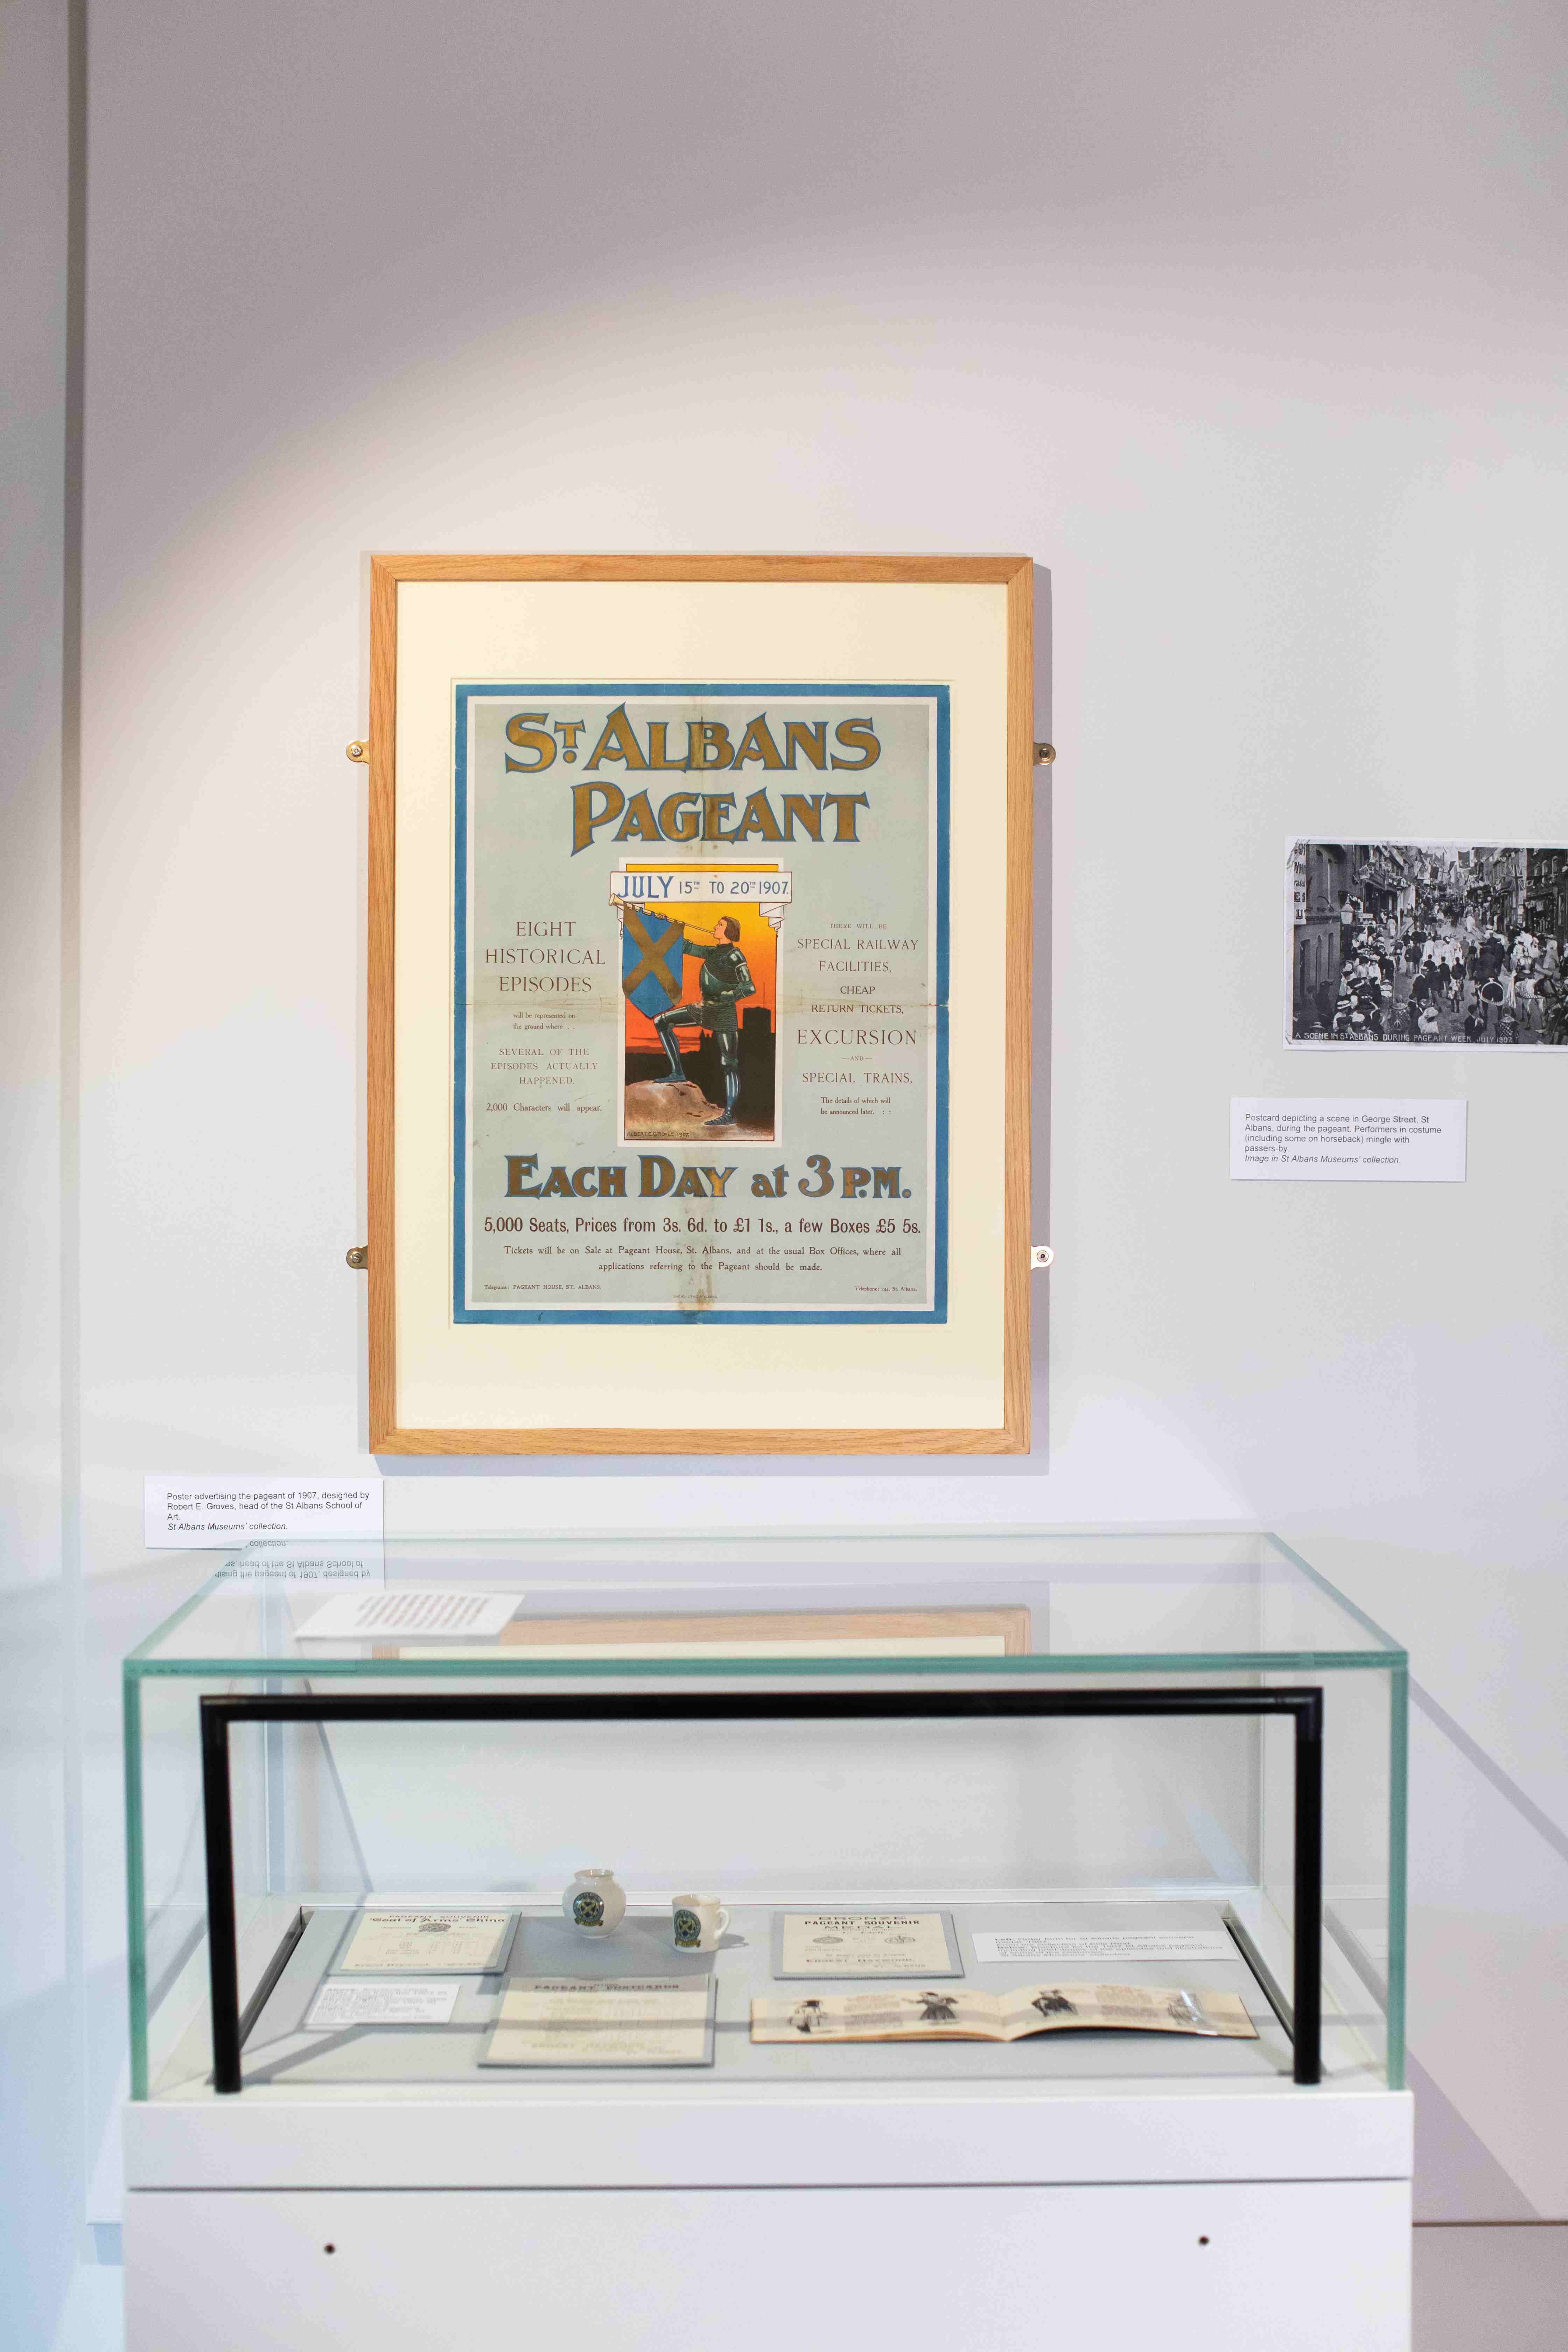 ST. ALBANS
PAGEANT
JULY 15TH TO 20TH 1907.
EIGHT
HISTORICAL
EPISODES
will be represented on
the ground where
SEVERAL OF THE
EPISODES ACTUALLY
HAPPENED.
2,000 Characters will appear.
THERE WILL BE
SPECIAL RAILWAY
FACILITIES,
CHEAP
RETURN TICKETS,
EXCURSION
—AND—
SPECIAL TRAINS,
The details of which will
be announced later. : :
EACH DAY at 3 P.M.
5,000 Seats, Prices from 3s. 6d. to £1 1s., a few Boxes £5 5s.
Tickets will be on Sale at Pageant House, St. Albans, and at the usual Box Offices, where all
applications referring to the Pageant should be made.
Telegrams: PAGEANT HOUSE, ST. ALBANS.
Telephone: St. Albans.
A SCENE IN ST ALBANS DURING PAGEANT WEEK JULY 1907.
Postcard depicting a scene in George Street, St
Albans, during the pageant. Performers in costume
(including some on horseback) mingle with
passers-by.
Image in St Albans Museums' collection.
Poster advertising the pageant of 1907, designed by
Robert E. Groves, head of the St Albans School of
Art.
St Albans Museums' collection.
PAGEANT SOUVENIR
'Coat of Arms' China
BRONZE
PAGEANT SOUVENIR
MEDAL
PAGEANT POSTCARDS